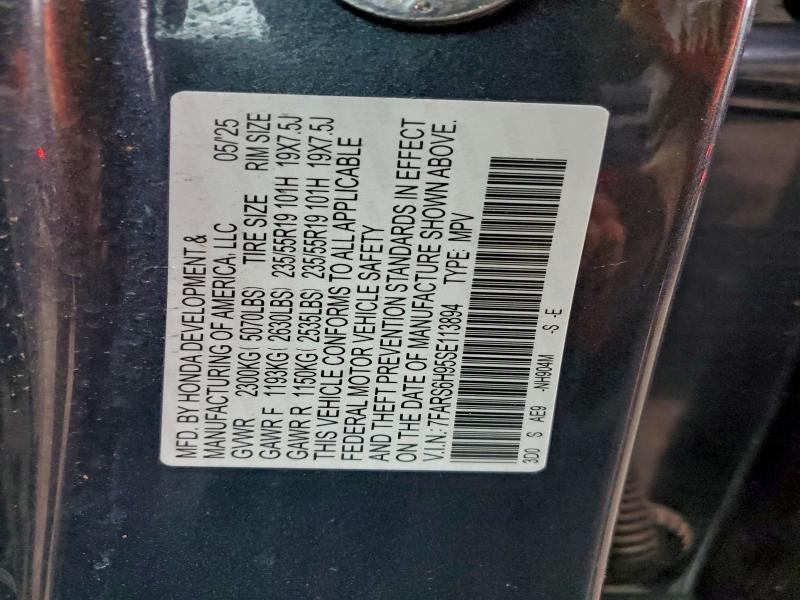 MFD. BY HONDA DEVELOPMENT &
MANUFACTURING OF AMERICA, LLC 05/'25
GVWR 2300KG( 5070LBS) TIRE SIZE RIM SIZE
GAWR F 1193KG( 2630LBS) 235/55R19 101H 19X7.5J
GAWR R 1150KG( 2535LBS) 235/55R19 101H 19X7.5J
THIS VEHICLE CONFORMS TO ALL APPLICABLE
FEDERAL MOTOR VEHICLE SAFETY
AND THEFT PREVENTION STANDARDS IN EFFECT
ON THE DATE OF MANUFACTURE SHOWN ABOVE.
V.I.N.: 7FARS6H95SE113894 TYPE: MPV
3D0 S AE9 -NH904M -S -E